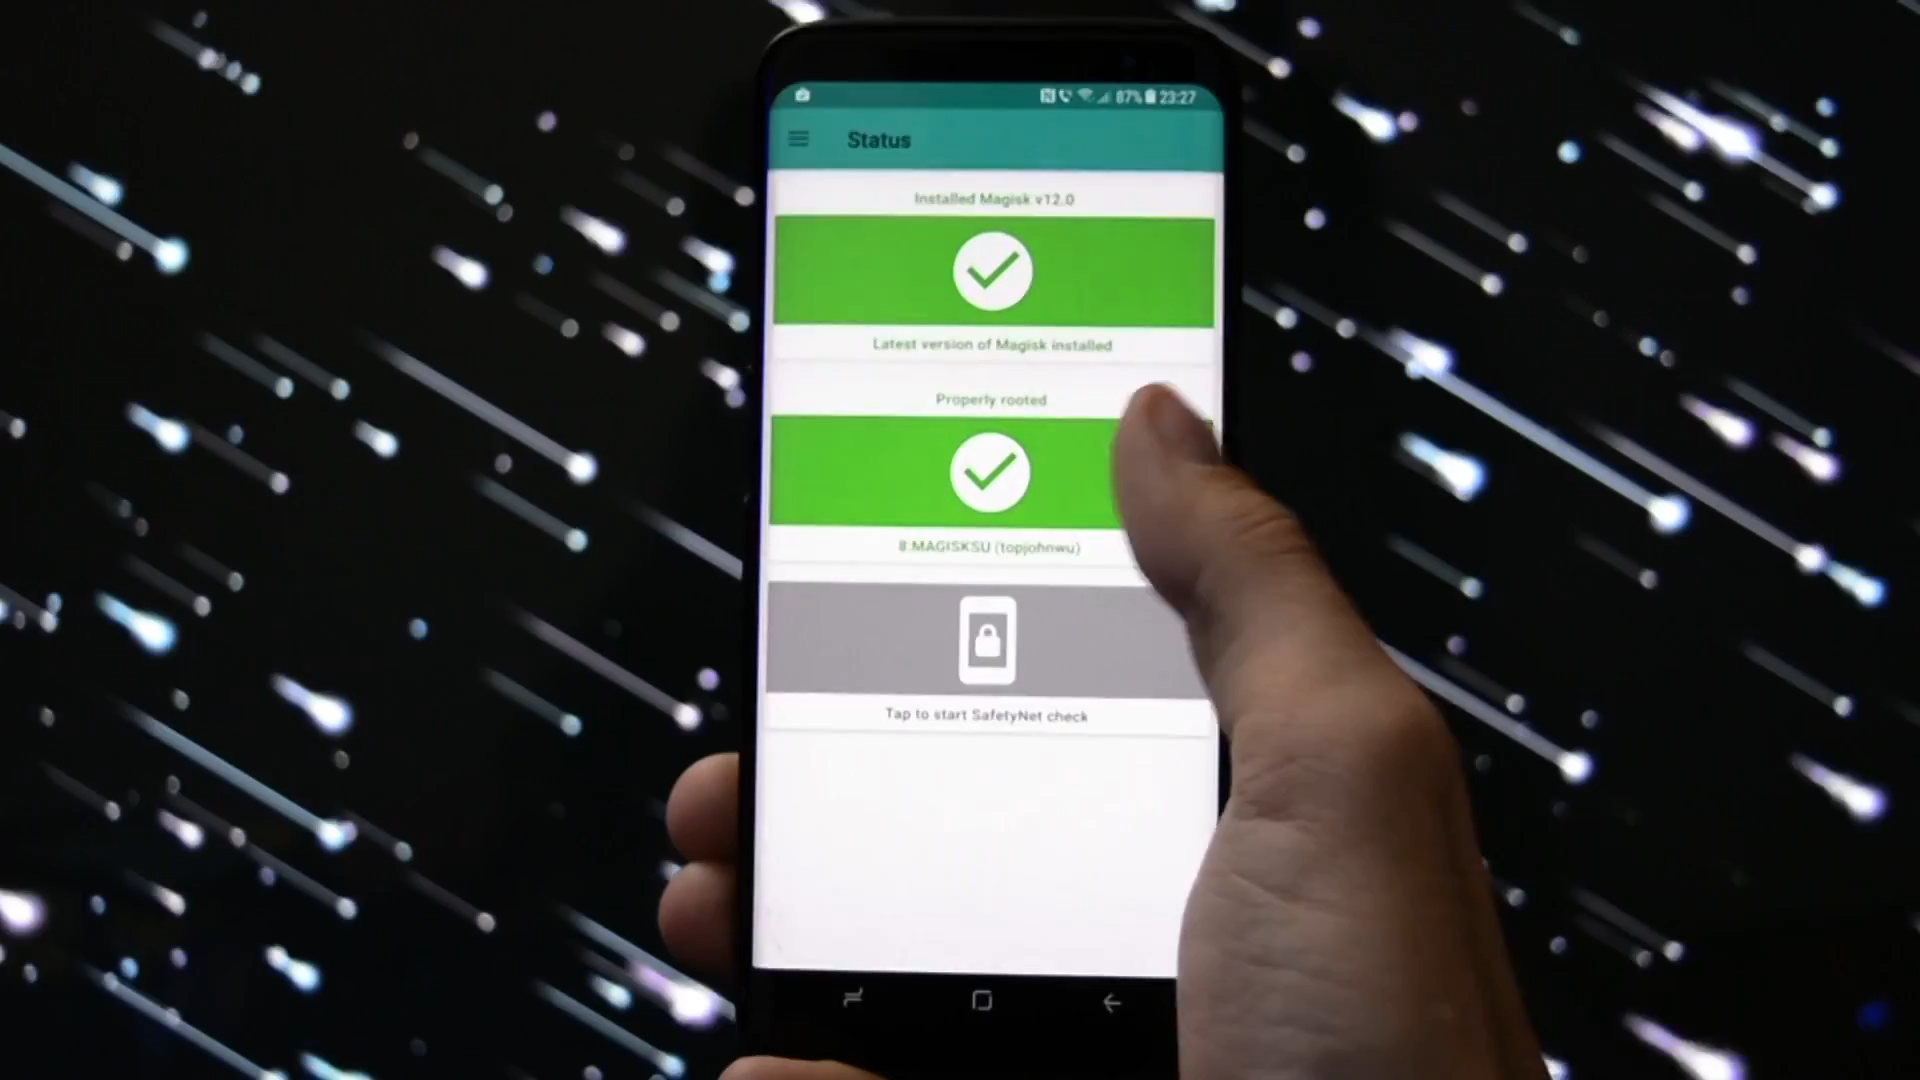 87% 23:27
Status
Installed Magisk v12.0
Latest version of Magisk installed
Properly rooted
8:MAGISKSU (topjohnwu)
Tap to start SafetyNet check